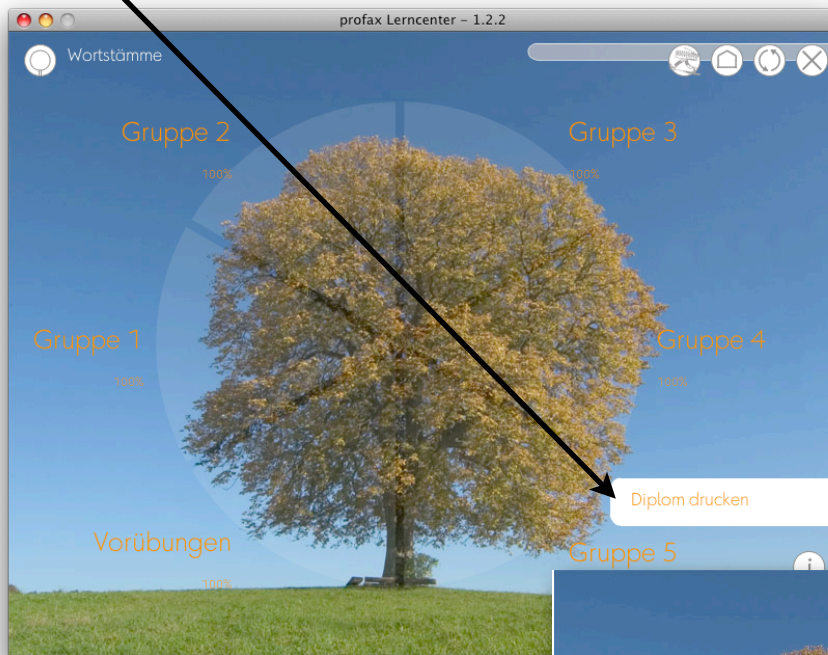 profax Lerncenter – 1.2.2
Wortstämme
Gruppe 2
100%
Gruppe 3
100%
Gruppe 1
100%
Gruppe 4
100%
Diplom drucken
Vorübungen
100%
Gruppe 5
i